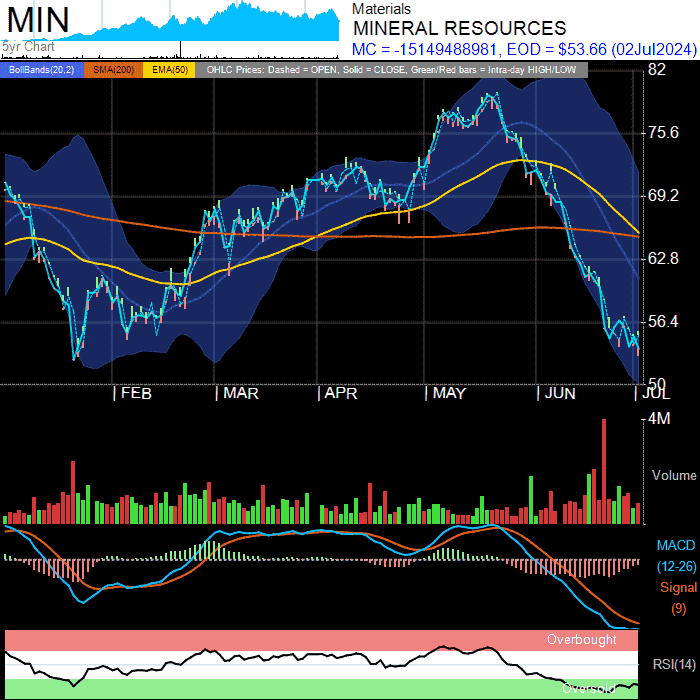 MIN
5yr Chart
Materials
MINERAL RESOURCES
MC = -15149488981, EOD = $53.66 (02Jul2024)
BollBands(20,2) SMA(200) EMA(50) OHLC Prices: Dashed = OPEN, Solid = CLOSE, Green/Red bars = Intra-day HIGH/LOW
82
75.6
69.2
62.8
56.4
50
FEB MAR APR MAY JUN JUL
4M
Volume
MACD
(12-26)
Signal
(9)
Overbought
RSI(14)
Oversold